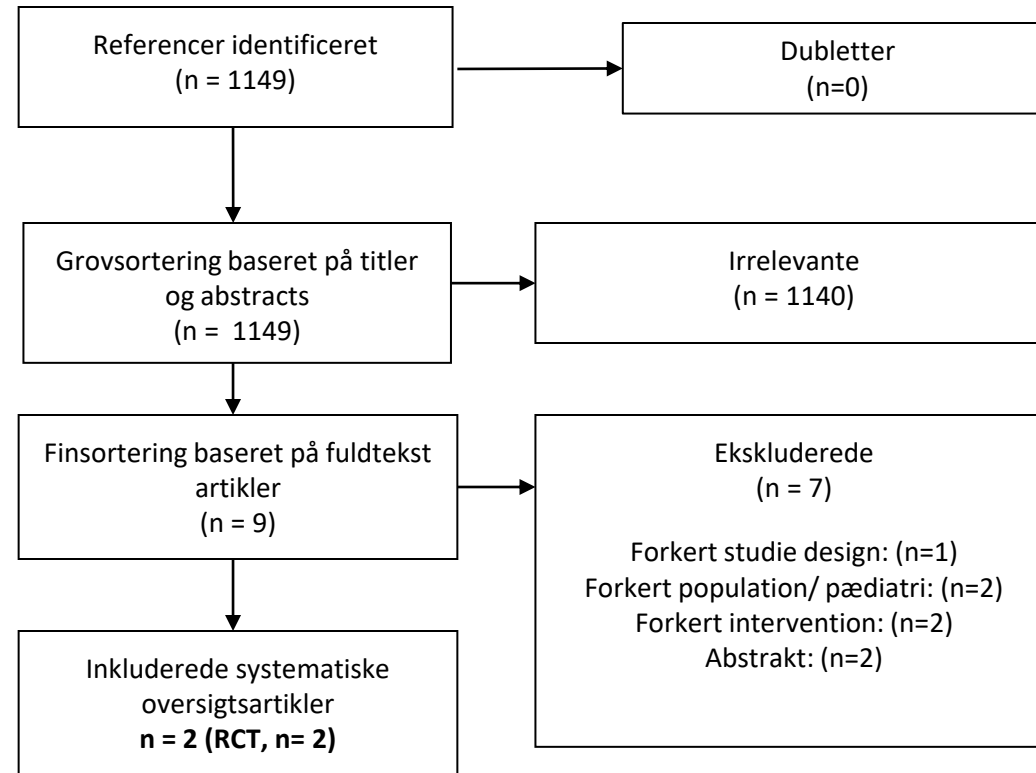 Referencer identificeret
(n = 1149)
Dubletter
(n=0)
Grovsortering baseret på titler
og abstracts
(n = 1149)
Irrelevante
(n = 1140)
Finsortering baseret på fuldtekst
artikler
(n = 9)
Ekskluderede
(n = 7)
Forkert studie design: (n=1)
Forkert population/ pædiatri: (n=2)
Forkert intervention: (n=2)
Abstrakt: (n=2)
Inkluderede systematiske
oversigtsartikler
n = 2 (RCT, n= 2)